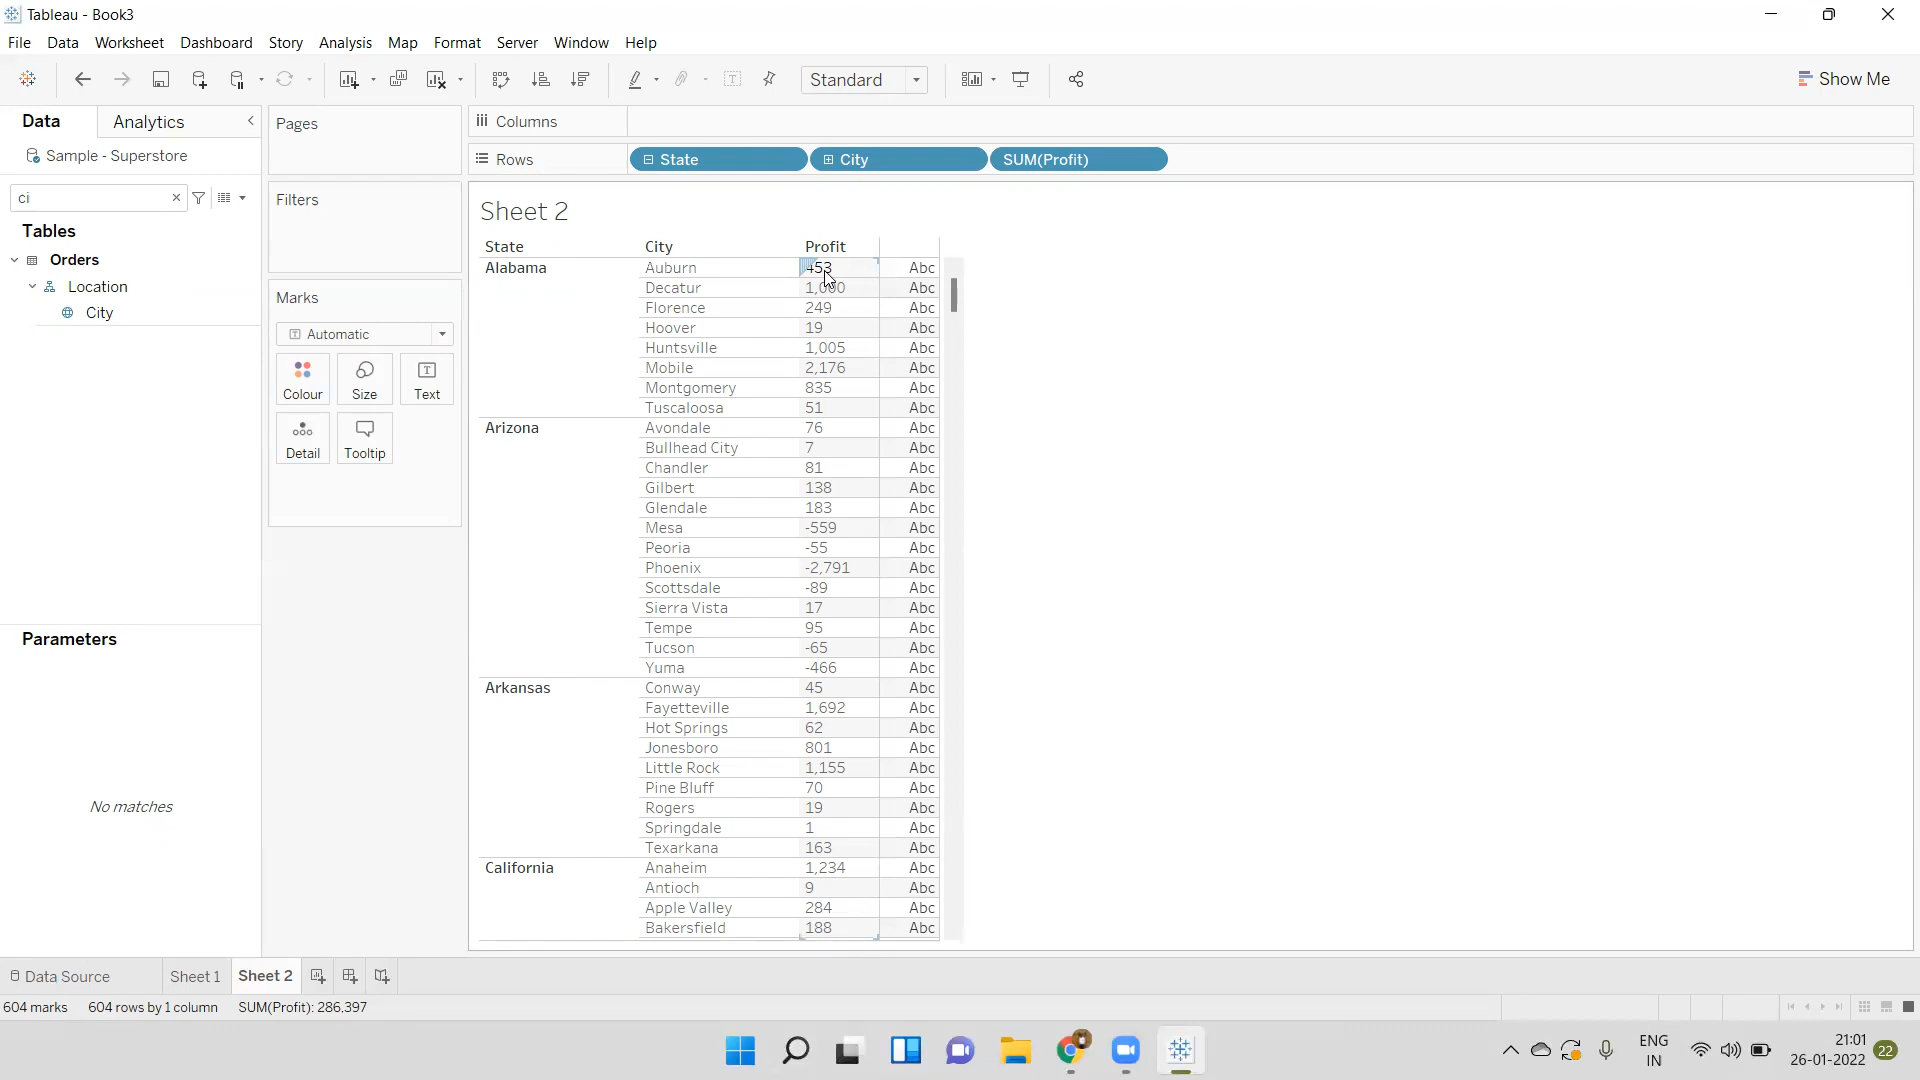 Tableau - Book3
File Data Worksheet Dashboard Story Analysis Map Format Server Window Help
Standard
Show Me
Data Analytics
Pages
Columns
Sample - Superstore
Rows State City SUM(Profit)
ci
Filters
Tables
Sheet 2
Orders
State City Profit
Location
Alabama Auburn 453 Abc
City
Decatur 1,000 Abc
Marks
Florence 249 Abc
Automatic
Hoover 19 Abc
Huntsville 1,005 Abc
Mobile 2,176 Abc
Colour Size Text
Montgomery 835 Abc
Tuscaloosa 51 Abc
Arizona Avondale 76 Abc
Detail Tooltip
Bullhead City 7 Abc
Chandler 81 Abc
Gilbert 138 Abc
Glendale 183 Abc
Mesa -559 Abc
Peoria -55 Abc
Phoenix -2,791 Abc
Scottsdale -89 Abc
Sierra Vista 17 Abc
Tempe 95 Abc
Parameters
Tucson -65 Abc
Yuma -466 Abc
Arkansas Conway 45 Abc
Fayetteville 1,692 Abc
Hot Springs 62 Abc
Jonesboro 801 Abc
Little Rock 1,155 Abc
Pine Bluff 70 Abc
No matches
Rogers 19 Abc
Springdale 1 Abc
Texarkana 163 Abc
California Anaheim 1,234 Abc
Antioch 9 Abc
Apple Valley 284 Abc
Bakersfield 188 Abc
Data Source Sheet 1 Sheet 2
604 marks 604 rows by 1 column SUM(Profit): 286,397
ENG
IN
21:01
26-01-2022
22